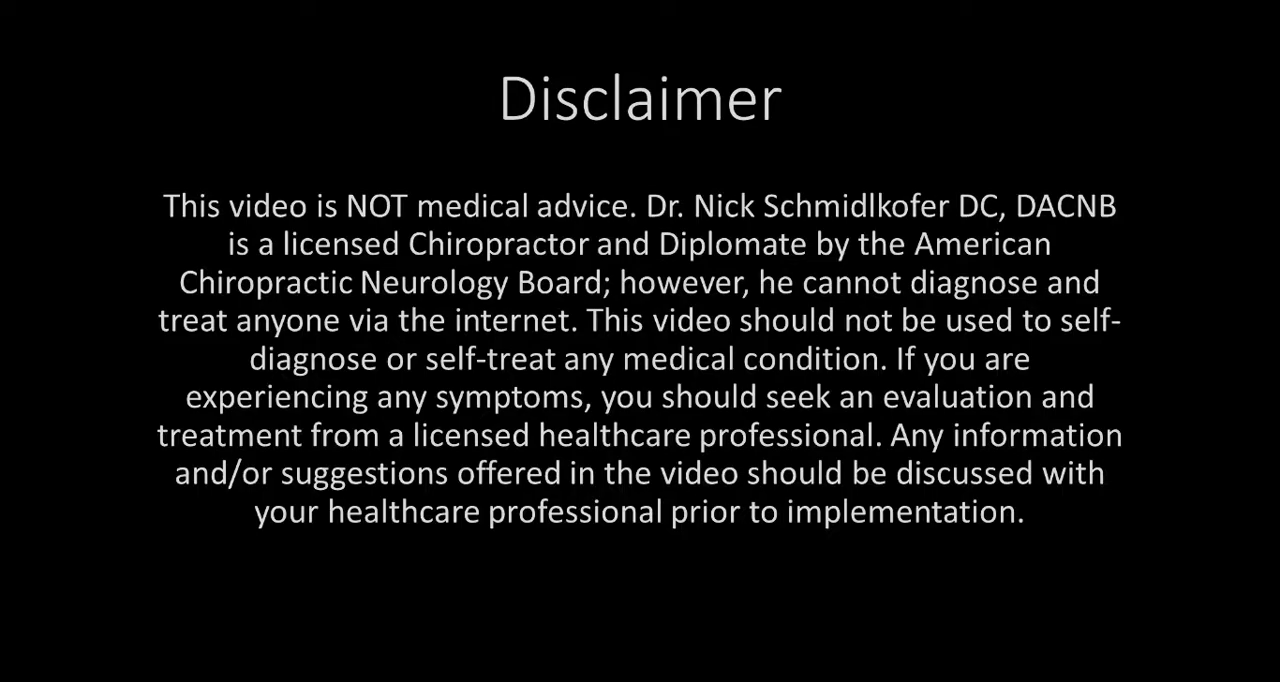 Disclaimer
This video is NOT medical advice. Dr. Nick Schmidlkofer DC, DACNB
is a licensed Chiropractor and Diplomate by the American
Chiropractic Neurology Board; however, he cannot diagnose and
treat anyone via the internet. This video should not be used to self-
diagnose or self-treat any medical condition. If you are
experiencing any symptoms, you should seek an evaluation and
treatment from a licensed healthcare professional. Any information
and/or suggestions offered in the video should be discussed with
your healthcare professional prior to implementation.